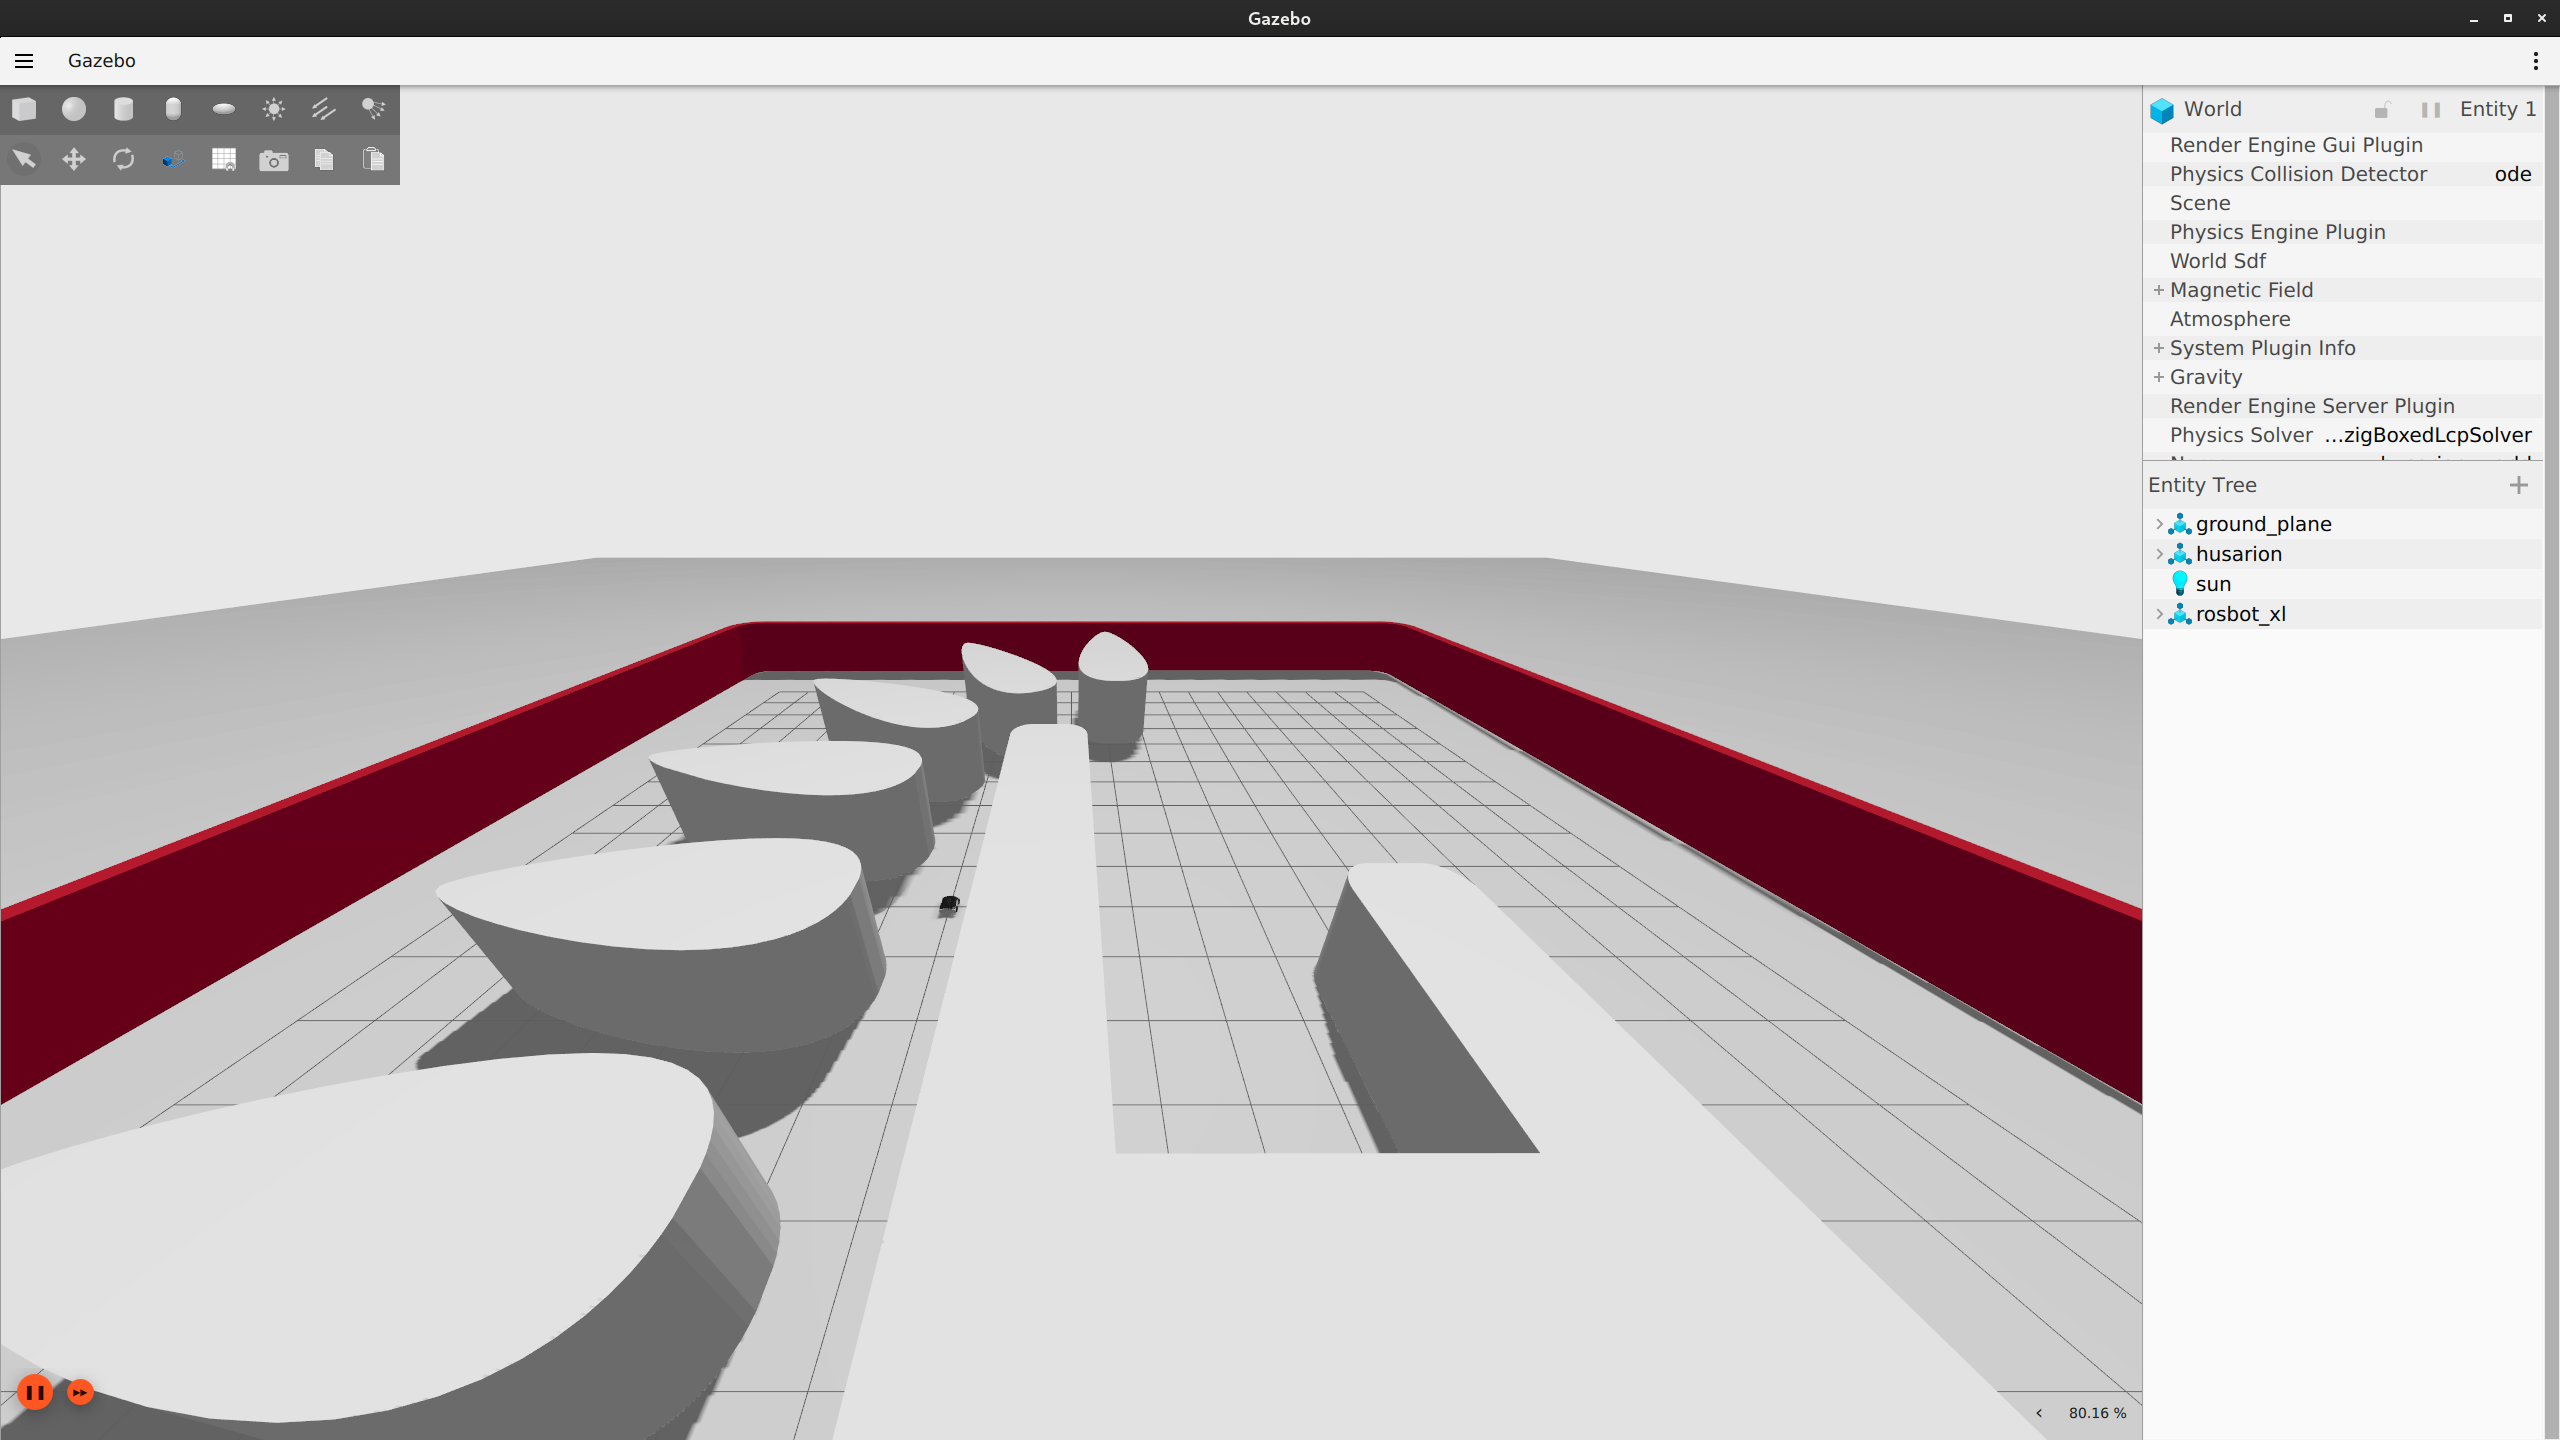 Gazebo
Gazebo
World Entity 1
Render Engine Gui Plugin
Physics Collision Detector ode
Scene
Physics Engine Plugin
World Sdf
+ Magnetic Field
Atmosphere
+ System Plugin Info
+ Gravity
Render Engine Server Plugin
Physics Solver ...zigBoxedLcpSolver
Entity Tree
ground_plane
husarion
sun
rosbot_xl
80.16 %